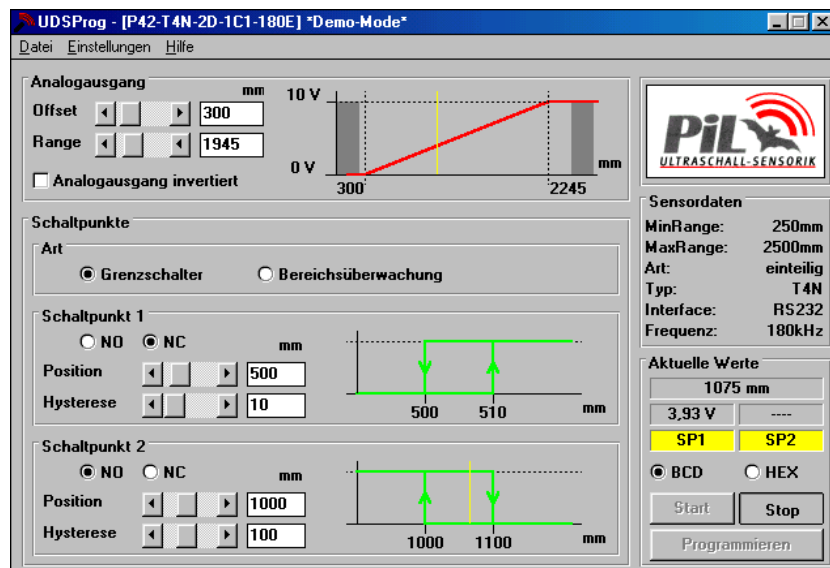 UDSProg - [P42-T4N-2D-1C1-180E] *Demo-Mode*
Datei Einstellungen Hilfe
Analogausgang
mm
Offset 300
Range 1945
Analogausgang invertiert
10 V
0 V
300 2245 mm
PiL
ULTRASCHALL-SENSORIK
Schaltpunkte
Art
Grenzschalter Bereichsüberwachung
Schaltpunkt 1
NO NC mm
Position 500
Hysterese 10
500 510 mm
Schaltpunkt 2
NO NC mm
Position 1000
Hysterese 100
1000 1100 mm
Sensordaten
MinRange: 250mm
MaxRange: 2500mm
Art: einteilig
Typ: T4N
Interface: RS232
Frequenz: 180kHz
Aktuelle Werte
1075 mm
3,93 V ----
SP1 SP2
BCD HEX
Start Stop
Programmieren